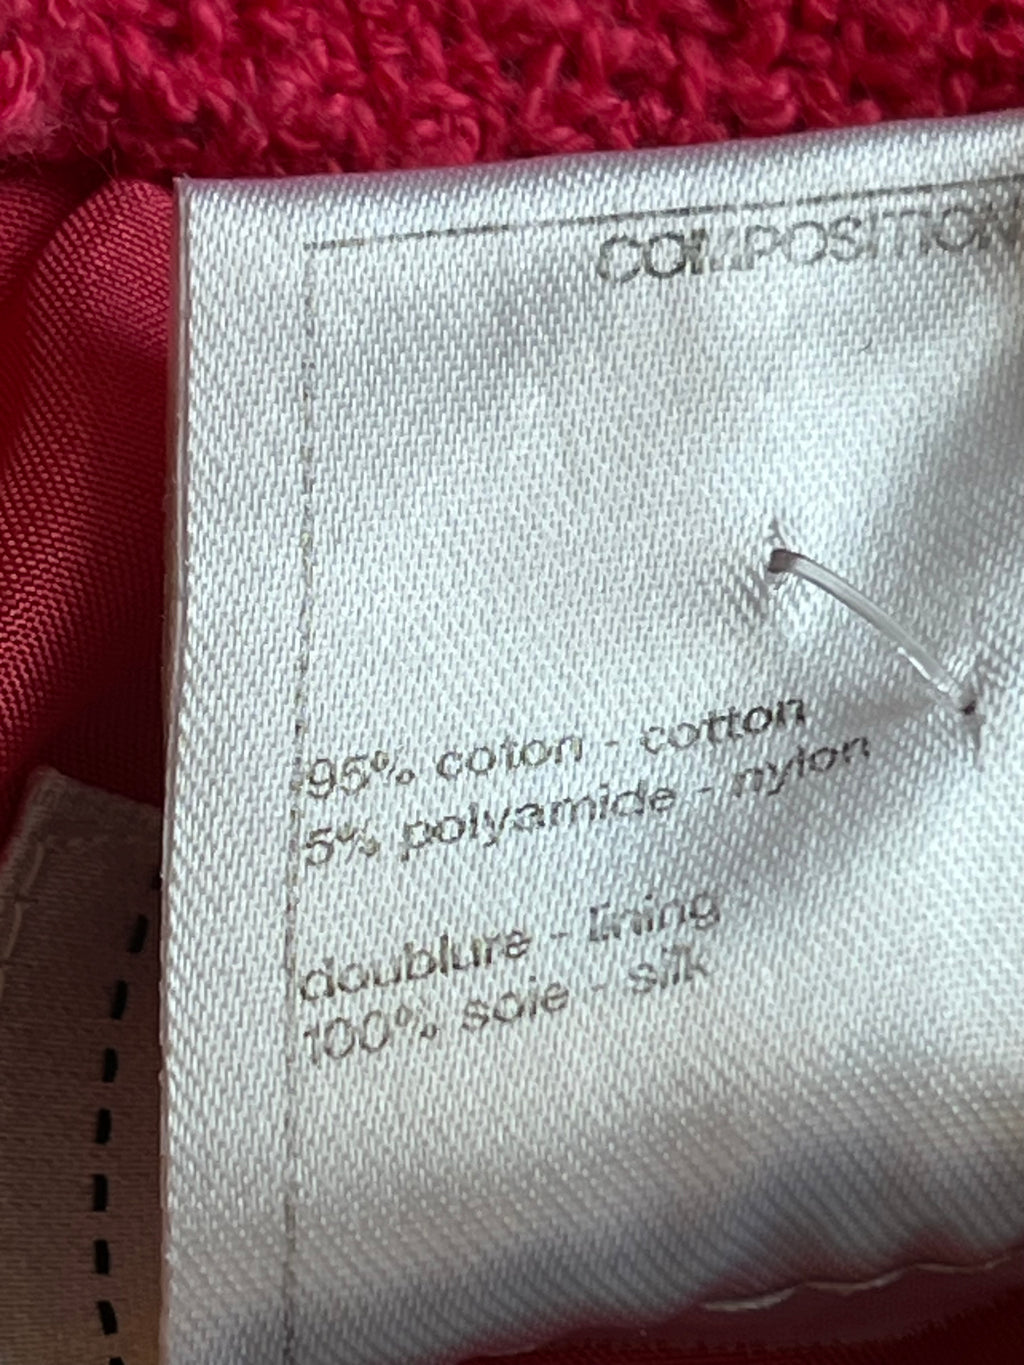 COMPOSITION
95% coton - cotton
5% polyamide - nylon
doublure - lining
100% soie - silk